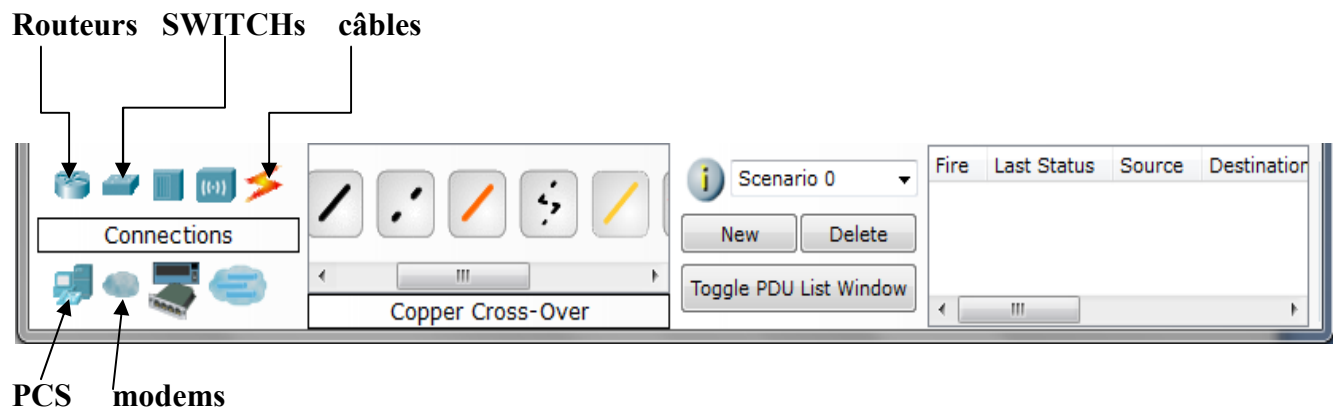 Routeurs SWITCHs câbles
Fire Last Status Source Destination
Scenario 0
Connections
New Delete
Toggle PDU List Window
Copper Cross-Over
PCS modems